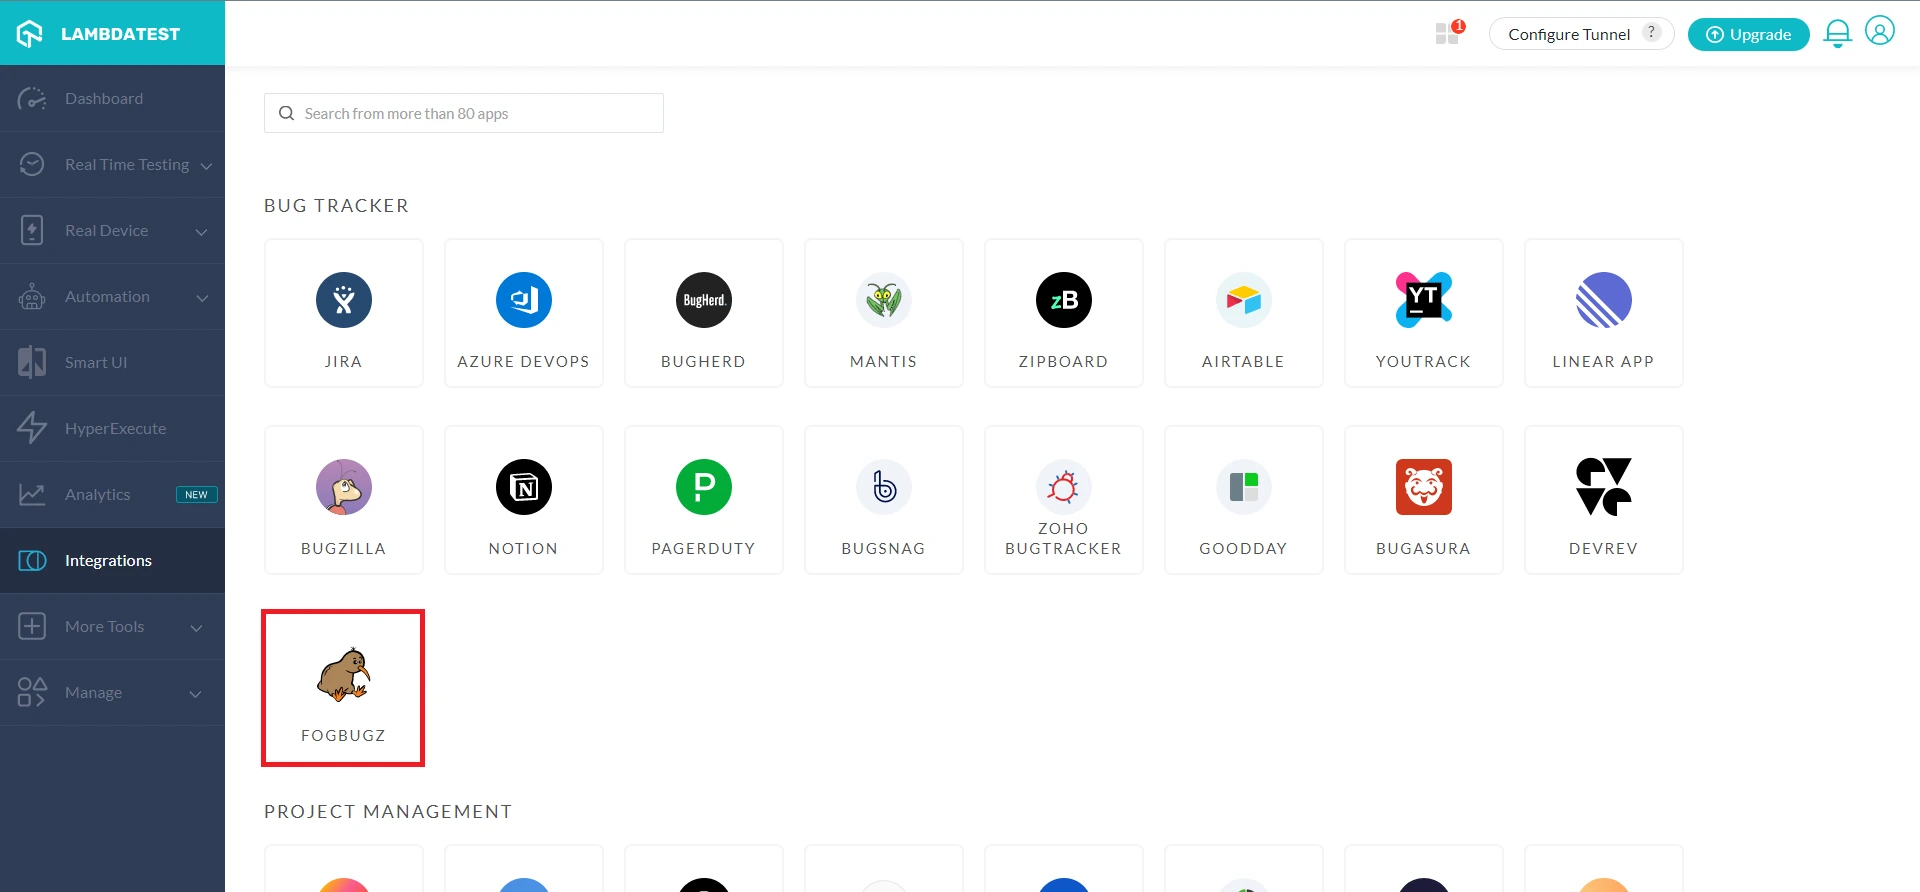 LAMBDATEST
1
Configure Tunnel ?
Upgrade
Dashboard
Real Time Testing
Real Device
Automation
Smart UI
HyperExecute
Analytics NEW
Integrations
More Tools
Manage
Search from more than 80 apps
BUG TRACKER
BugHerd.
zB
YT
JIRA
AZURE DEVOPS
BUGHERD
MANTIS
ZIPBOARD
AIRTABLE
YOUTRACK
LINEAR APP
N
P
b
BUGZILLA
NOTION
PAGERDUTY
BUGSNAG
ZOHO
BUGTRACKER
GOODDAY
BUGASURA
DEVREV
FOGBUGZ
PROJECT MANAGEMENT